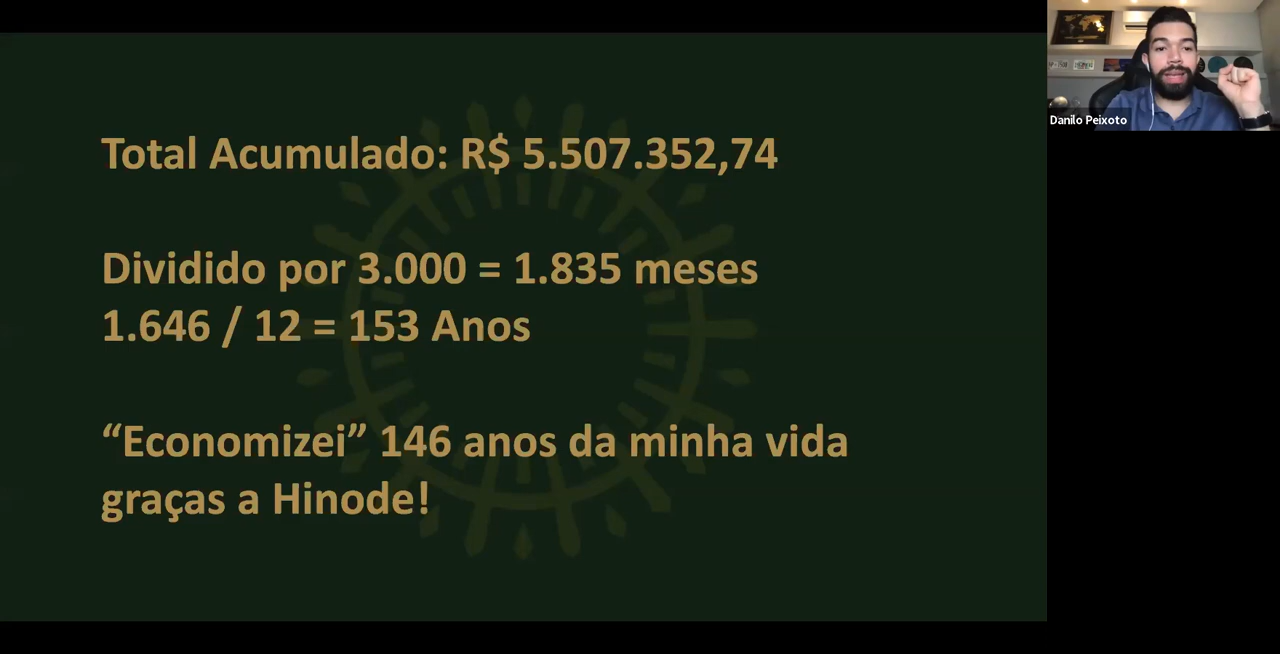 Total Acumulado: R$ 5.507.352,74
Dividido por 3.000 = 1.835 meses
1.646 / 12 = 153 Anos
“Economizei” 146 anos da minha vida
graças a Hinode!
Danilo Peixoto